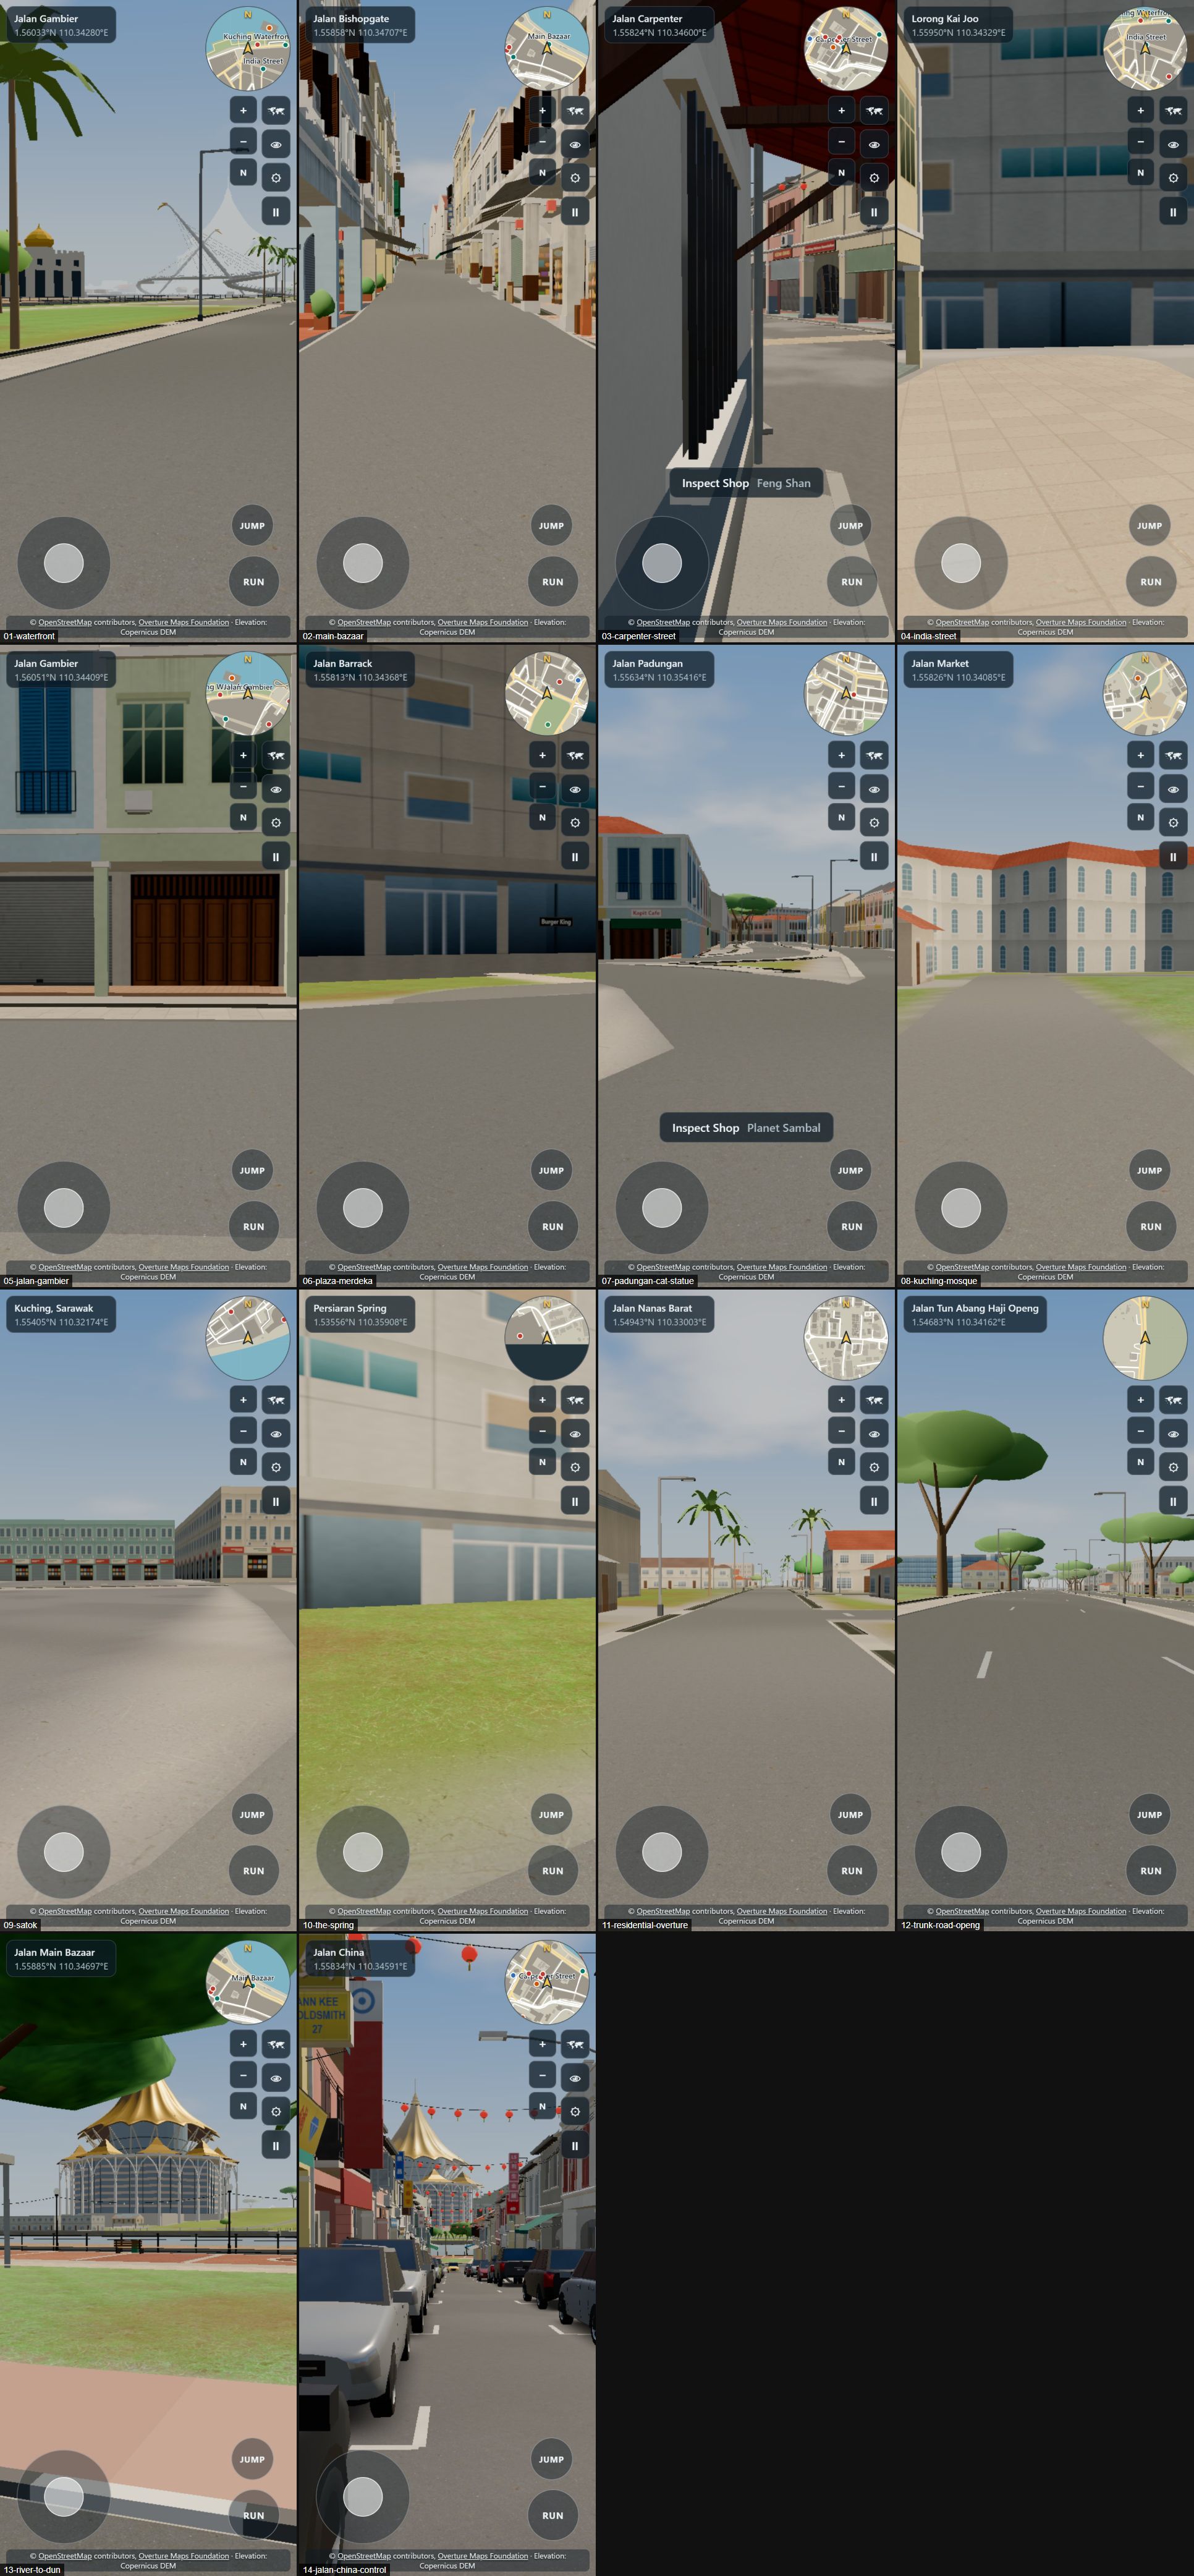 Jalan Gambier
1.56033°N 110.34280°E
N
Kuching Waterfron
India Street
+
−
N
JUMP
RUN
© OpenStreetMap contributors, Overture Maps Foundation · Elevation:
Copernicus DEM
01-waterfront
Jalan Bishopgate
1.55858°N 110.34707°E
N
Main Bazaar
+
−
N
JUMP
RUN
© OpenStreetMap contributors, Overture Maps Foundation · Elevation:
Copernicus DEM
02-main-bazaar
Jalan Carpenter
1.55824°N 110.34600°E
N
Street
+
−
N
Inspect Shop Feng Shan
JUMP
RUN
© OpenStreetMap contributors, Overture Maps Foundation · Elevation:
Copernicus DEM
03-carpenter-street
Lorong Kai Joo
1.55950°N 110.34329°E
N
India Street
+
−
N
JUMP
RUN
© OpenStreetMap contributors, Overture Maps Foundation · Elevation:
Copernicus DEM
04-india-street
Jalan Gambier
1.56051°N 110.34409°E
N
Jalan Gambier
+
−
N
JUMP
RUN
© OpenStreetMap contributors, Overture Maps Foundation · Elevation:
Copernicus DEM
05-jalan-gambier
Jalan Barrack
1.55813°N 110.34368°E
N
+
−
N
Burger King
JUMP
RUN
© OpenStreetMap contributors, Overture Maps Foundation · Elevation:
Copernicus DEM
06-plaza-merdeka
Jalan Padungan
1.55634°N 110.35416°E
N
+
−
N
Kapit Cafe
Inspect Shop Planet Sambal
JUMP
RUN
© OpenStreetMap contributors, Overture Maps Foundation · Elevation:
Copernicus DEM
07-padungan-cat-statue
Jalan Market
1.55826°N 110.34085°E
N
+
−
N
JUMP
RUN
© OpenStreetMap contributors, Overture Maps Foundation · Elevation:
Copernicus DEM
08-kuching-mosque
Kuching, Sarawak
1.55405°N 110.32174°E
N
+
−
N
JUMP
RUN
© OpenStreetMap contributors, Overture Maps Foundation · Elevation:
Copernicus DEM
09-satok
Persiaran Spring
1.53556°N 110.35908°E
N
+
−
N
JUMP
RUN
© OpenStreetMap contributors, Overture Maps Foundation · Elevation:
Copernicus DEM
10-the-spring
Jalan Nanas Barat
1.54943°N 110.33003°E
N
+
−
N
JUMP
RUN
© OpenStreetMap contributors, Overture Maps Foundation · Elevation:
Copernicus DEM
11-residential-overture
Jalan Tun Abang Haji Openg
1.54683°N 110.34162°E
N
+
−
N
JUMP
RUN
© OpenStreetMap contributors, Overture Maps Foundation · Elevation:
Copernicus DEM
12-trunk-road-openg
Jalan Main Bazaar
1.55885°N 110.34697°E
N
Main Bazaar
+
−
N
JUMP
RUN
© OpenStreetMap contributors, Overture Maps Foundation · Elevation:
Copernicus DEM
13-river-to-dun
Jalan China
1.55834°N 110.34591°E
N
Street
ANN KEE
OLDSMITH
27
+
−
N
JUMP
RUN
© OpenStreetMap contributors, Overture Maps Foundation · Elevation:
Copernicus DEM
14-jalan-china-control